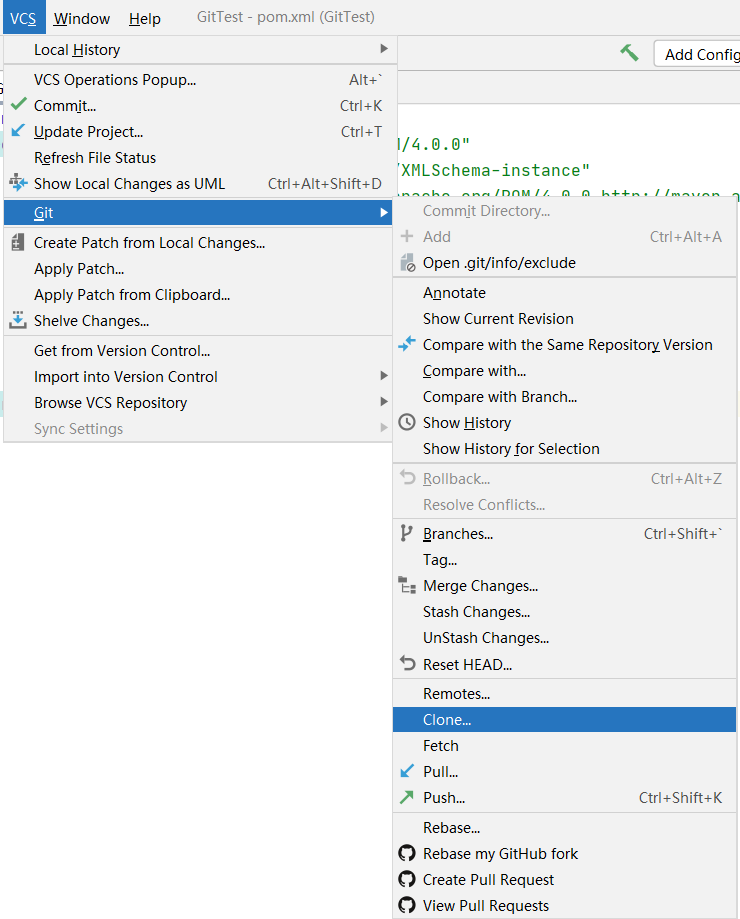 VCS Window Help GitTest - pom.xml (GitTest)
Local History
Add Config
VCS Operations Popup... Alt+`
Commit... Ctrl+K
Update Project... Ctrl+T
/4.0.0"
Refresh File Status
/XMLSchema-instance"
Show Local Changes as UML Ctrl+Alt+Shift+D
Git
Create Patch from Local Changes...
Apply Patch...
Apply Patch from Clipboard...
Shelve Changes...
Get from Version Control...
Import into Version Control
Browse VCS Repository
Sync Settings
Commit Directory...
Add Ctrl+Alt+A
Open .git/info/exclude
Annotate
Show Current Revision
Compare with the Same Repository Version
Compare with...
Compare with Branch...
Show History
Show History for Selection
Rollback... Ctrl+Alt+Z
Resolve Conflicts...
Branches... Ctrl+Shift+`
Tag...
Merge Changes...
Stash Changes...
UnStash Changes...
Reset HEAD...
Remotes...
Clone...
Fetch
Pull...
Push... Ctrl+Shift+K
Rebase...
Rebase my GitHub fork
Create Pull Request
View Pull Requests